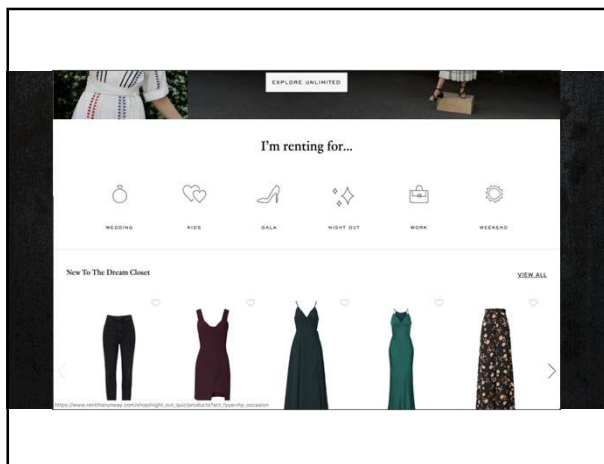 EXPLORE UNLIMITED
I'm renting for...
WEDDING KIDS GALA NIGHT OUT WORK WEEKEND
New To The Dream Closet VIEW ALL
https://www.renttherunway.com/shop/night_out_quiz/products?act_type=rhp_occasion